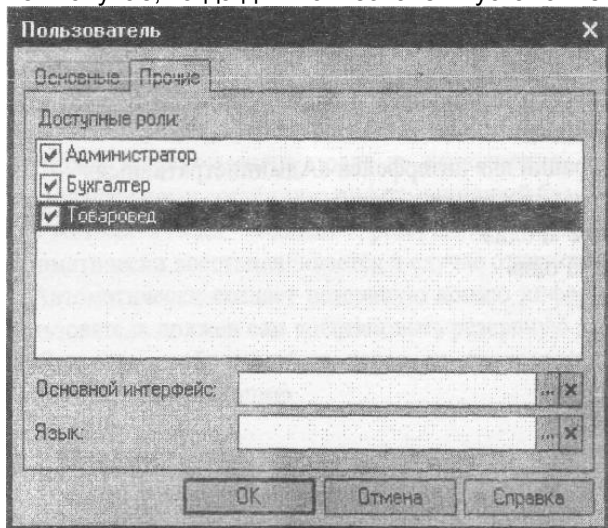 Пользователь
Основные Прочие
Доступные роли:
Администратор
Бухгалтер
Товаровед
Основной интерфейс:
Язык:
OK Отмена Справка